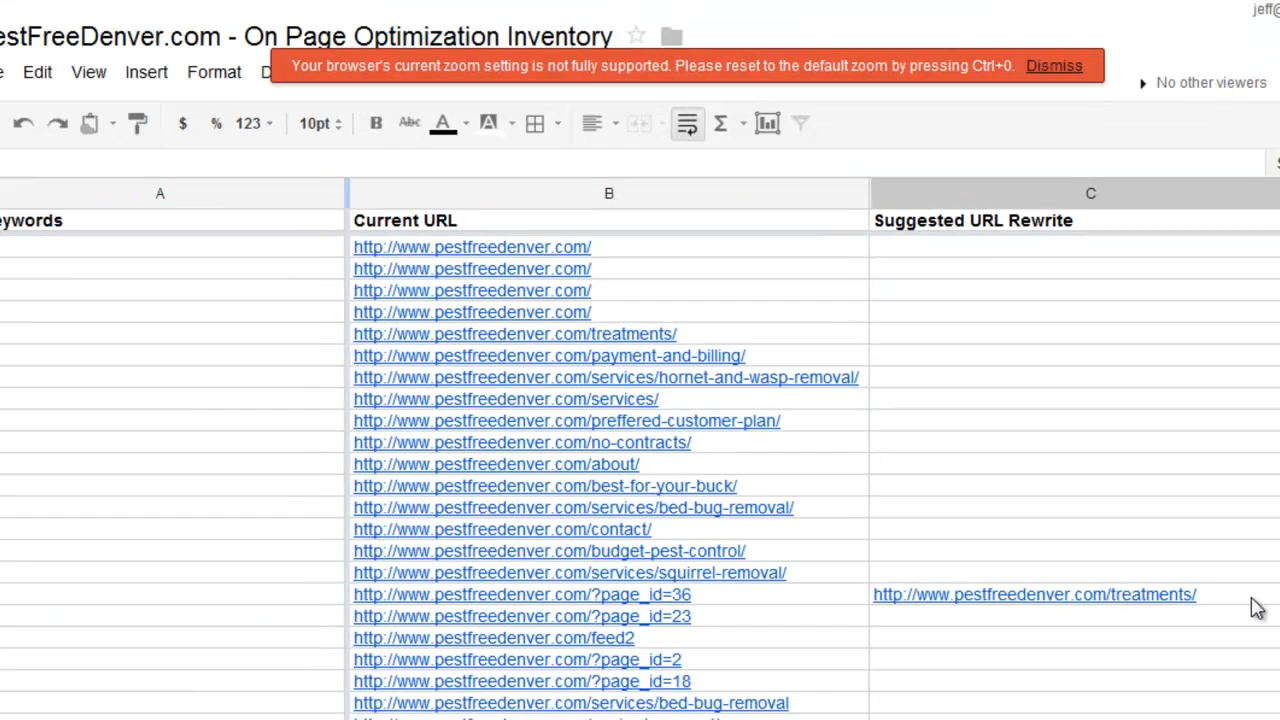 jeff@
estFreeDenver.com - On Page Optimization Inventory
Edit View Insert Format D
Your browser's current zoom setting is not fully supported. Please reset to the default zoom by pressing Ctrl+0. Dismiss
No other viewers
$ % 123 10pt B Abc A A Σ
A B C
eywords Current URL Suggested URL Rewrite
http://www.pestfreedenver.com/
http://www.pestfreedenver.com/
http://www.pestfreedenver.com/
http://www.pestfreedenver.com/
http://www.pestfreedenver.com/treatments/
http://www.pestfreedenver.com/payment-and-billing/
http://www.pestfreedenver.com/services/hornet-and-wasp-removal/
http://www.pestfreedenver.com/services/
http://www.pestfreedenver.com/preffered-customer-plan/
http://www.pestfreedenver.com/no-contracts/
http://www.pestfreedenver.com/about/
http://www.pestfreedenver.com/best-for-your-buck/
http://www.pestfreedenver.com/services/bed-bug-removal/
http://www.pestfreedenver.com/contact/
http://www.pestfreedenver.com/budget-pest-control/
http://www.pestfreedenver.com/services/squirrel-removal/
http://www.pestfreedenver.com/?page_id=36 http://www.pestfreedenver.com/treatments/
http://www.pestfreedenver.com/?page_id=23
http://www.pestfreedenver.com/feed2
http://www.pestfreedenver.com/?page_id=2
http://www.pestfreedenver.com/?page_id=18
http://www.pestfreedenver.com/services/bed-bug-removal